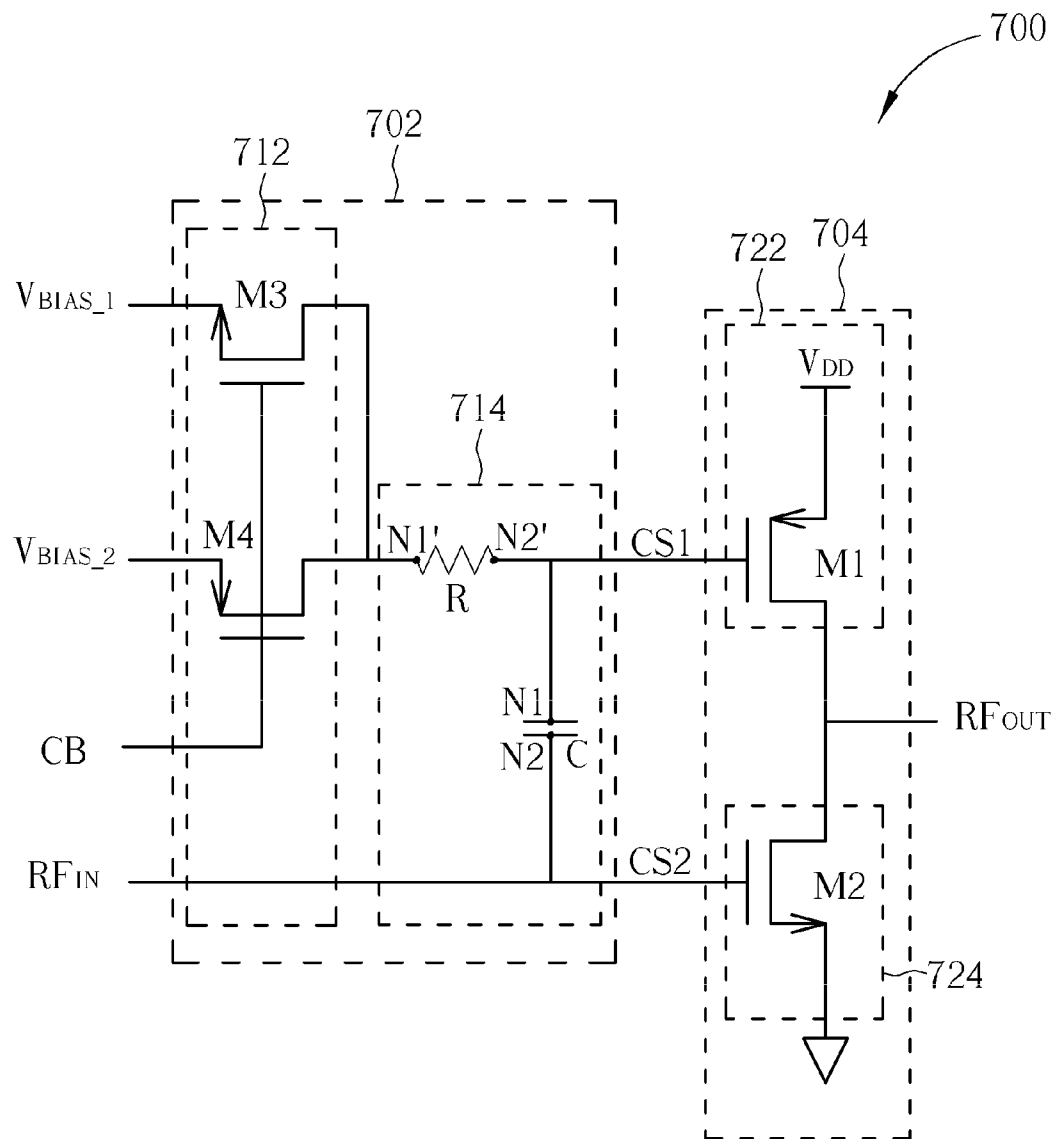 700
702
712
722
704
VBIAS_1
M3
VDD
714
VBIAS_2
M4
N1'
N2'
CS1
R
M1
N1
RFOUT
CB
N2
C
RFIN
CS2
M2
724